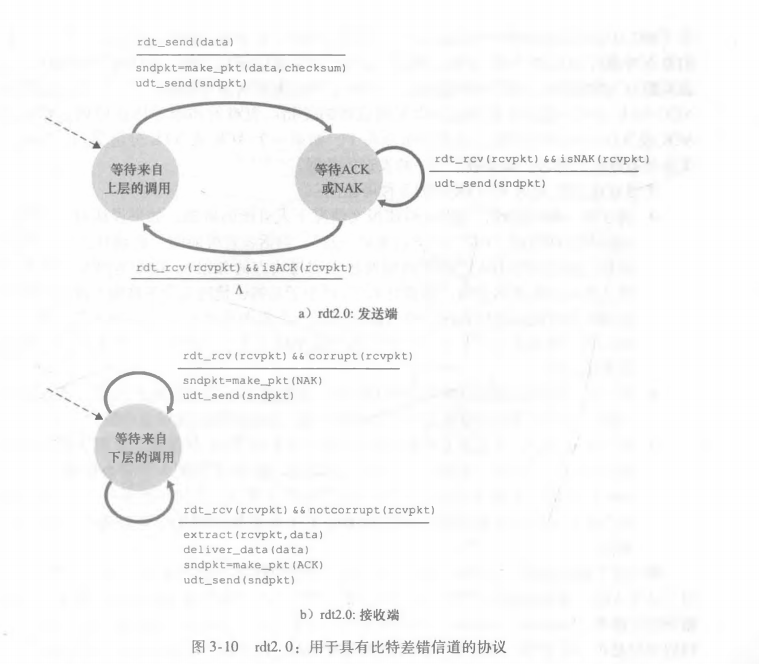 rdt_send(data)
sndpkt=make_pkt(data,checksum)
udt_send(sndpkt)
等待来自
上层的调用
等待ACK
或NAK
rdt_rcv(rcvpkt) && isNAK(rcvpkt)
udt_send(sndpkt)
rdt_rcv(rcvpkt) && isACK(rcvpkt)
Λ
a）rdt2.0: 发送端
rdt_rcv(rcvpkt) && corrupt(rcvpkt)
sndpkt=make_pkt(NAK)
udt_send(sndpkt)
等待来自
下层的调用
rdt_rcv(rcvpkt) && notcorrupt(rcvpkt)
extract(rcvpkt,data)
deliver_data(data)
sndpkt=make_pkt(ACK)
udt_send(sndpkt)
b）rdt2.0: 接收端
图 3-10 rdt2. 0：用于具有比特差错信道的协议